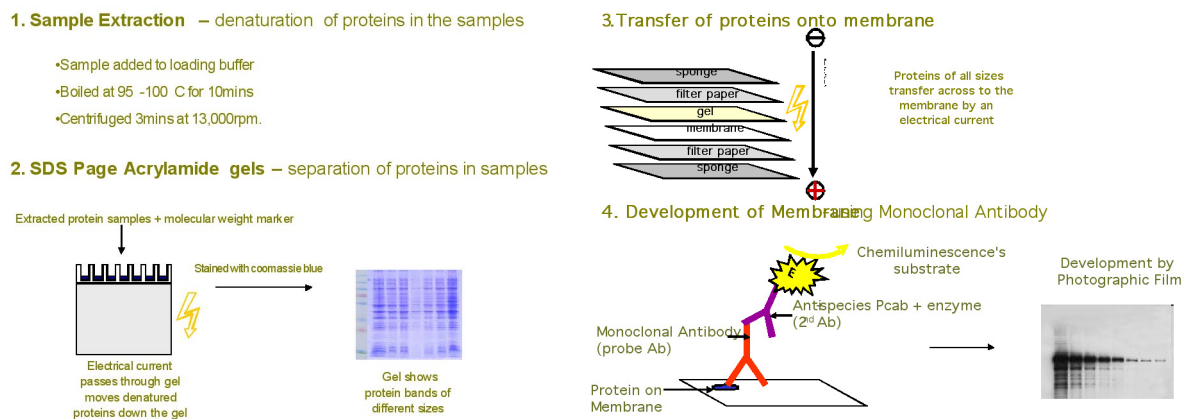 1. Sample Extraction – denaturation of proteins in the samples
•Sample added to loading buffer
•Boiled at 95 -100 C for 10mins
•Centrifuged 3mins at 13,000rpm.
2. SDS Page Acrylamide gels – separation of proteins in samples
Extracted protein samples + molecular weight marker
Stained with coomassie blue
Electrical current
passes through gel
moves denatured
proteins down the gel
Gel shows
protein bands of
different sizes
3.Transfer of proteins onto membrane
sponge
filter paper
gel
membrane
filter paper
sponge
Proteins of all sizes
transfer across to the
membrane by an
electrical current
4. Development of Membrane-using Monoclonal Antibody
E
Chemiluminescence's
substrate
Anti-species Pcab + enzyme
(2nd Ab)
Monoclonal Antibody
(probe Ab)
Protein on
Membrane
Development by
Photographic Film